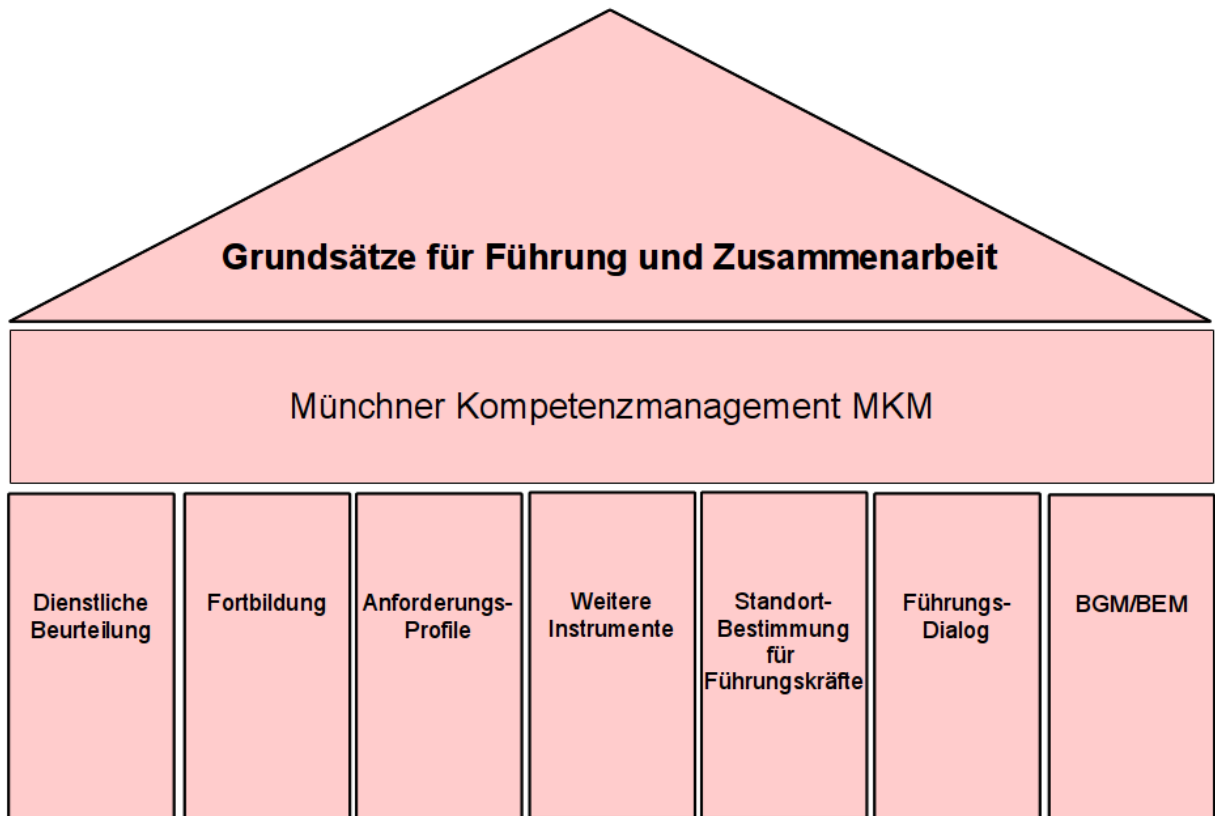 Grundsätze für Führung und Zusammenarbeit
Münchner Kompetenzmanagement MKM
Dienstliche
Beurteilung
Fortbildung
Anforderungs-
Profile
Weitere
Instrumente
Standort-
Bestimmung
für
Führungskräfte
Führungs-
Dialog
BGM/BEM